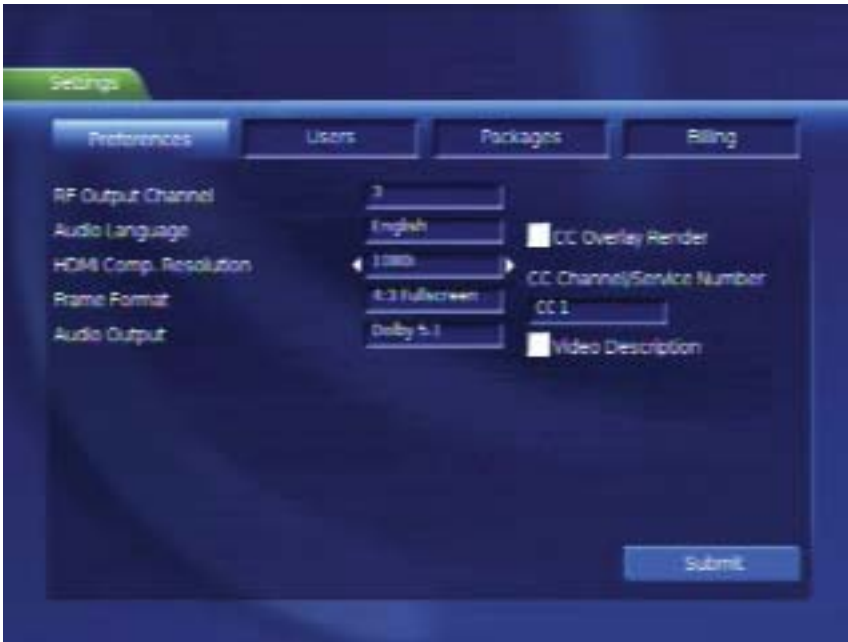 Settings
Preferences
Users
Packages
Billing
RF Output Channel
3
Audio Language
English
HDMI Comp. Resolution
1080i
Frame Format
4:3 Fullscreen
Audio Output
Dolby 5.1
CC Overlay Render
CC Channel/Service Number
CC 1
Video Description
Submit